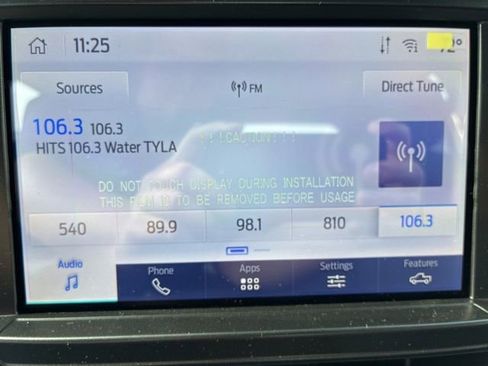 11:25
72°
Sources
FM
Direct Tune
106.3 106.3
HITS 106.3 Water TYLA
!!!CAUTION!!!
DO NOT TOUCH DISPLAY DURING INSTALLATION
THIS FILM IS TO BE REMOVED BEFORE USAGE
540 89.9 98.1 810 106.3
Audio Phone Apps Settings Features